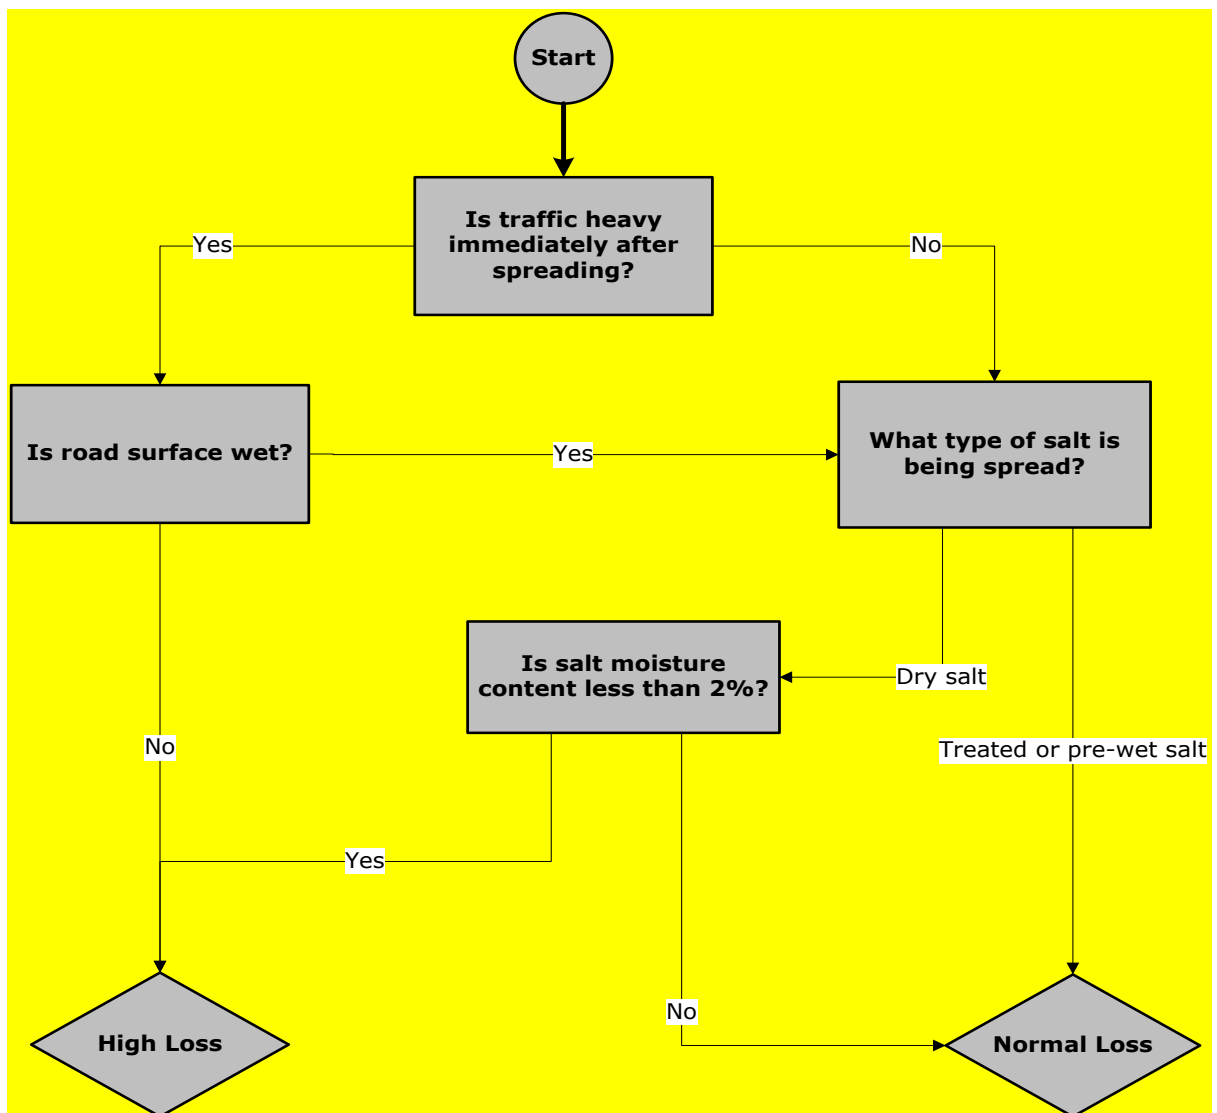 Start
Is traffic heavy
immediately after
spreading?
Yes
No
Is road surface wet?
Yes
What type of salt is
being spread?
Is salt moisture
content less than 2%?
Dry salt
No
Treated or pre-wet salt
Yes
No
High Loss
Normal Loss